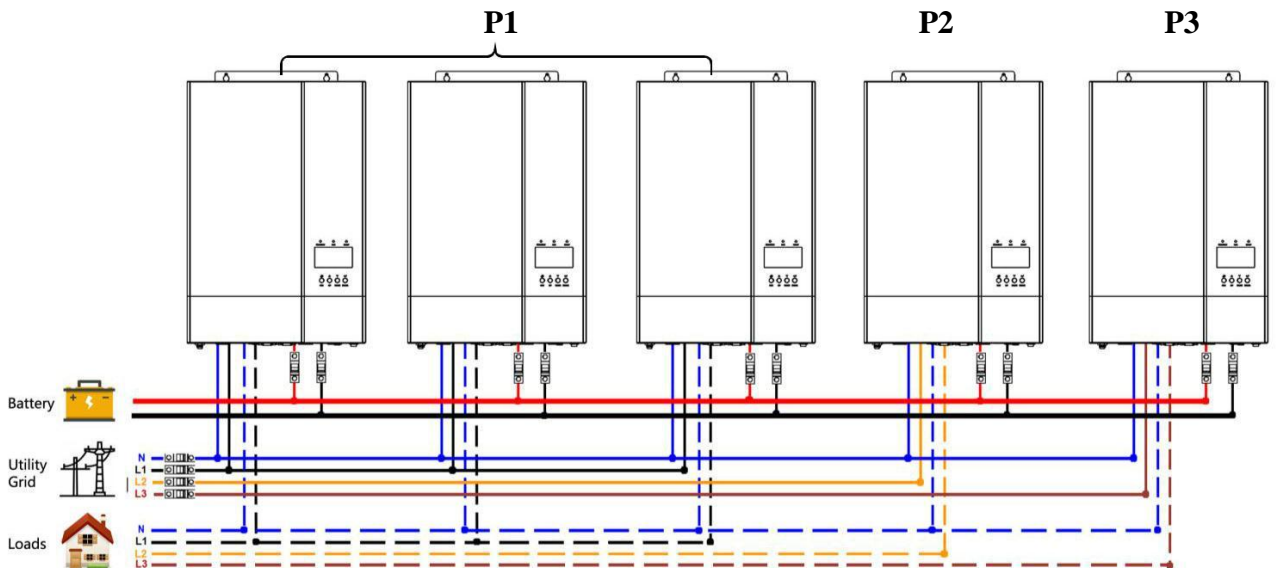 P1 P2 P3
Battery
+ -
Utility
Grid
N
L1
L2
L3
Loads
N
L1
L2
L3